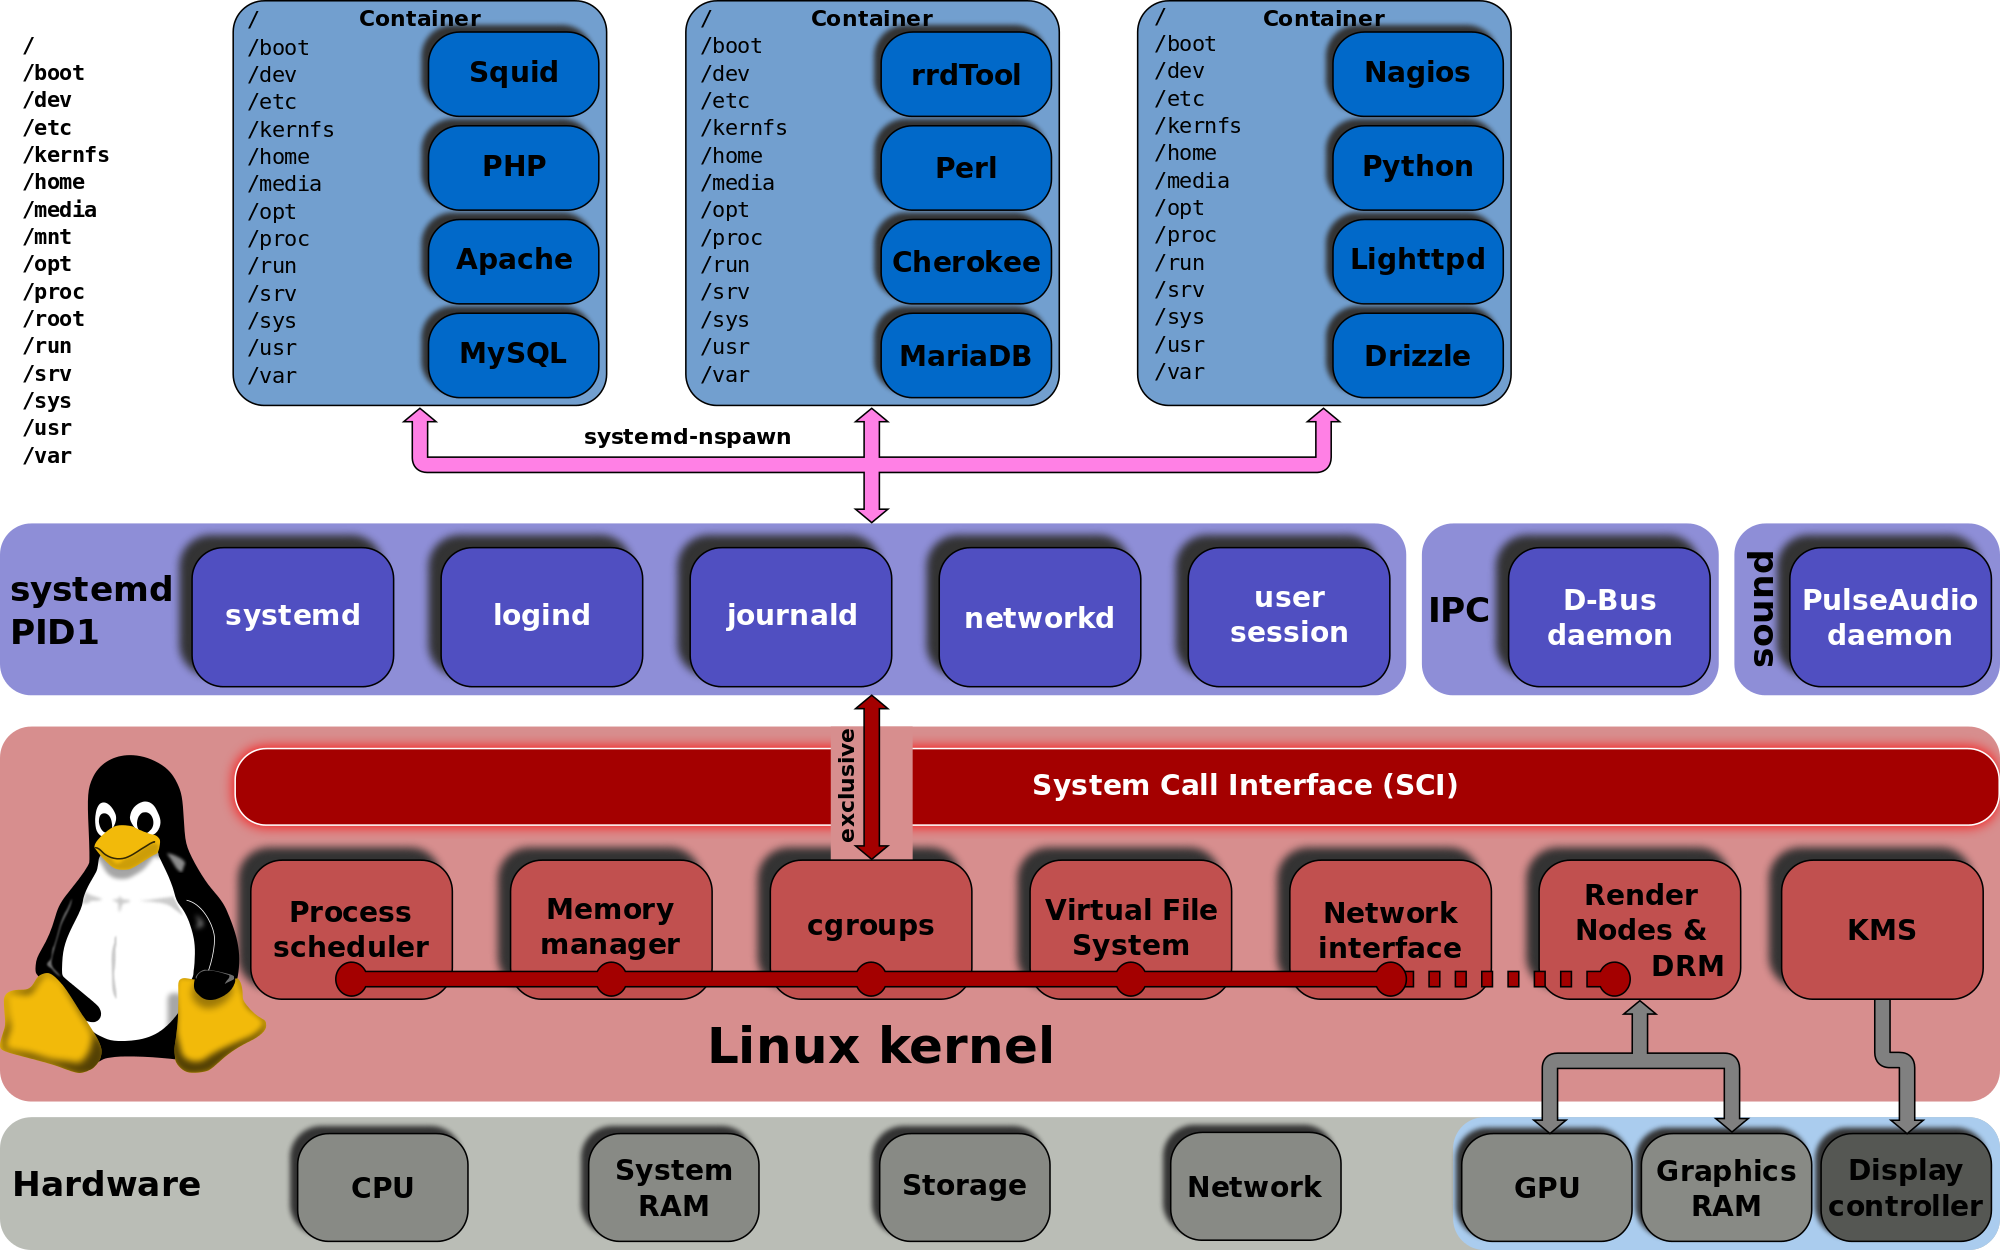 /
/boot
/dev
/etc
/kernfs
/home
/media
/mnt
/opt
/proc
/root
/run
/srv
/sys
/usr
/var
Container
/
/boot
/dev
/etc
/kernfs
/home
/media
/opt
/proc
/run
/srv
/sys
/usr
/var
Squid
PHP
Apache
MySQL
Container
/
/boot
/dev
/etc
/kernfs
/home
/media
/opt
/proc
/run
/srv
/sys
/usr
/var
rrdTool
Perl
Cherokee
MariaDB
Container
/
/boot
/dev
/etc
/kernfs
/home
/media
/opt
/proc
/run
/srv
/sys
/usr
/var
Nagios
Python
Lighttpd
Drizzle
systemd-nspawn
systemd
PID1
systemd
logind
journald
networkd
user
session
IPC
D-Bus
daemon
sound
PulseAudio
daemon
exclusive
System Call Interface (SCI)
Process
scheduler
Memory
manager
cgroups
Virtual File
System
Network
interface
Render
Nodes &
DRM
KMS
Linux kernel
Hardware
CPU
System
RAM
Storage
Network
GPU
Graphics
RAM
Display
controller